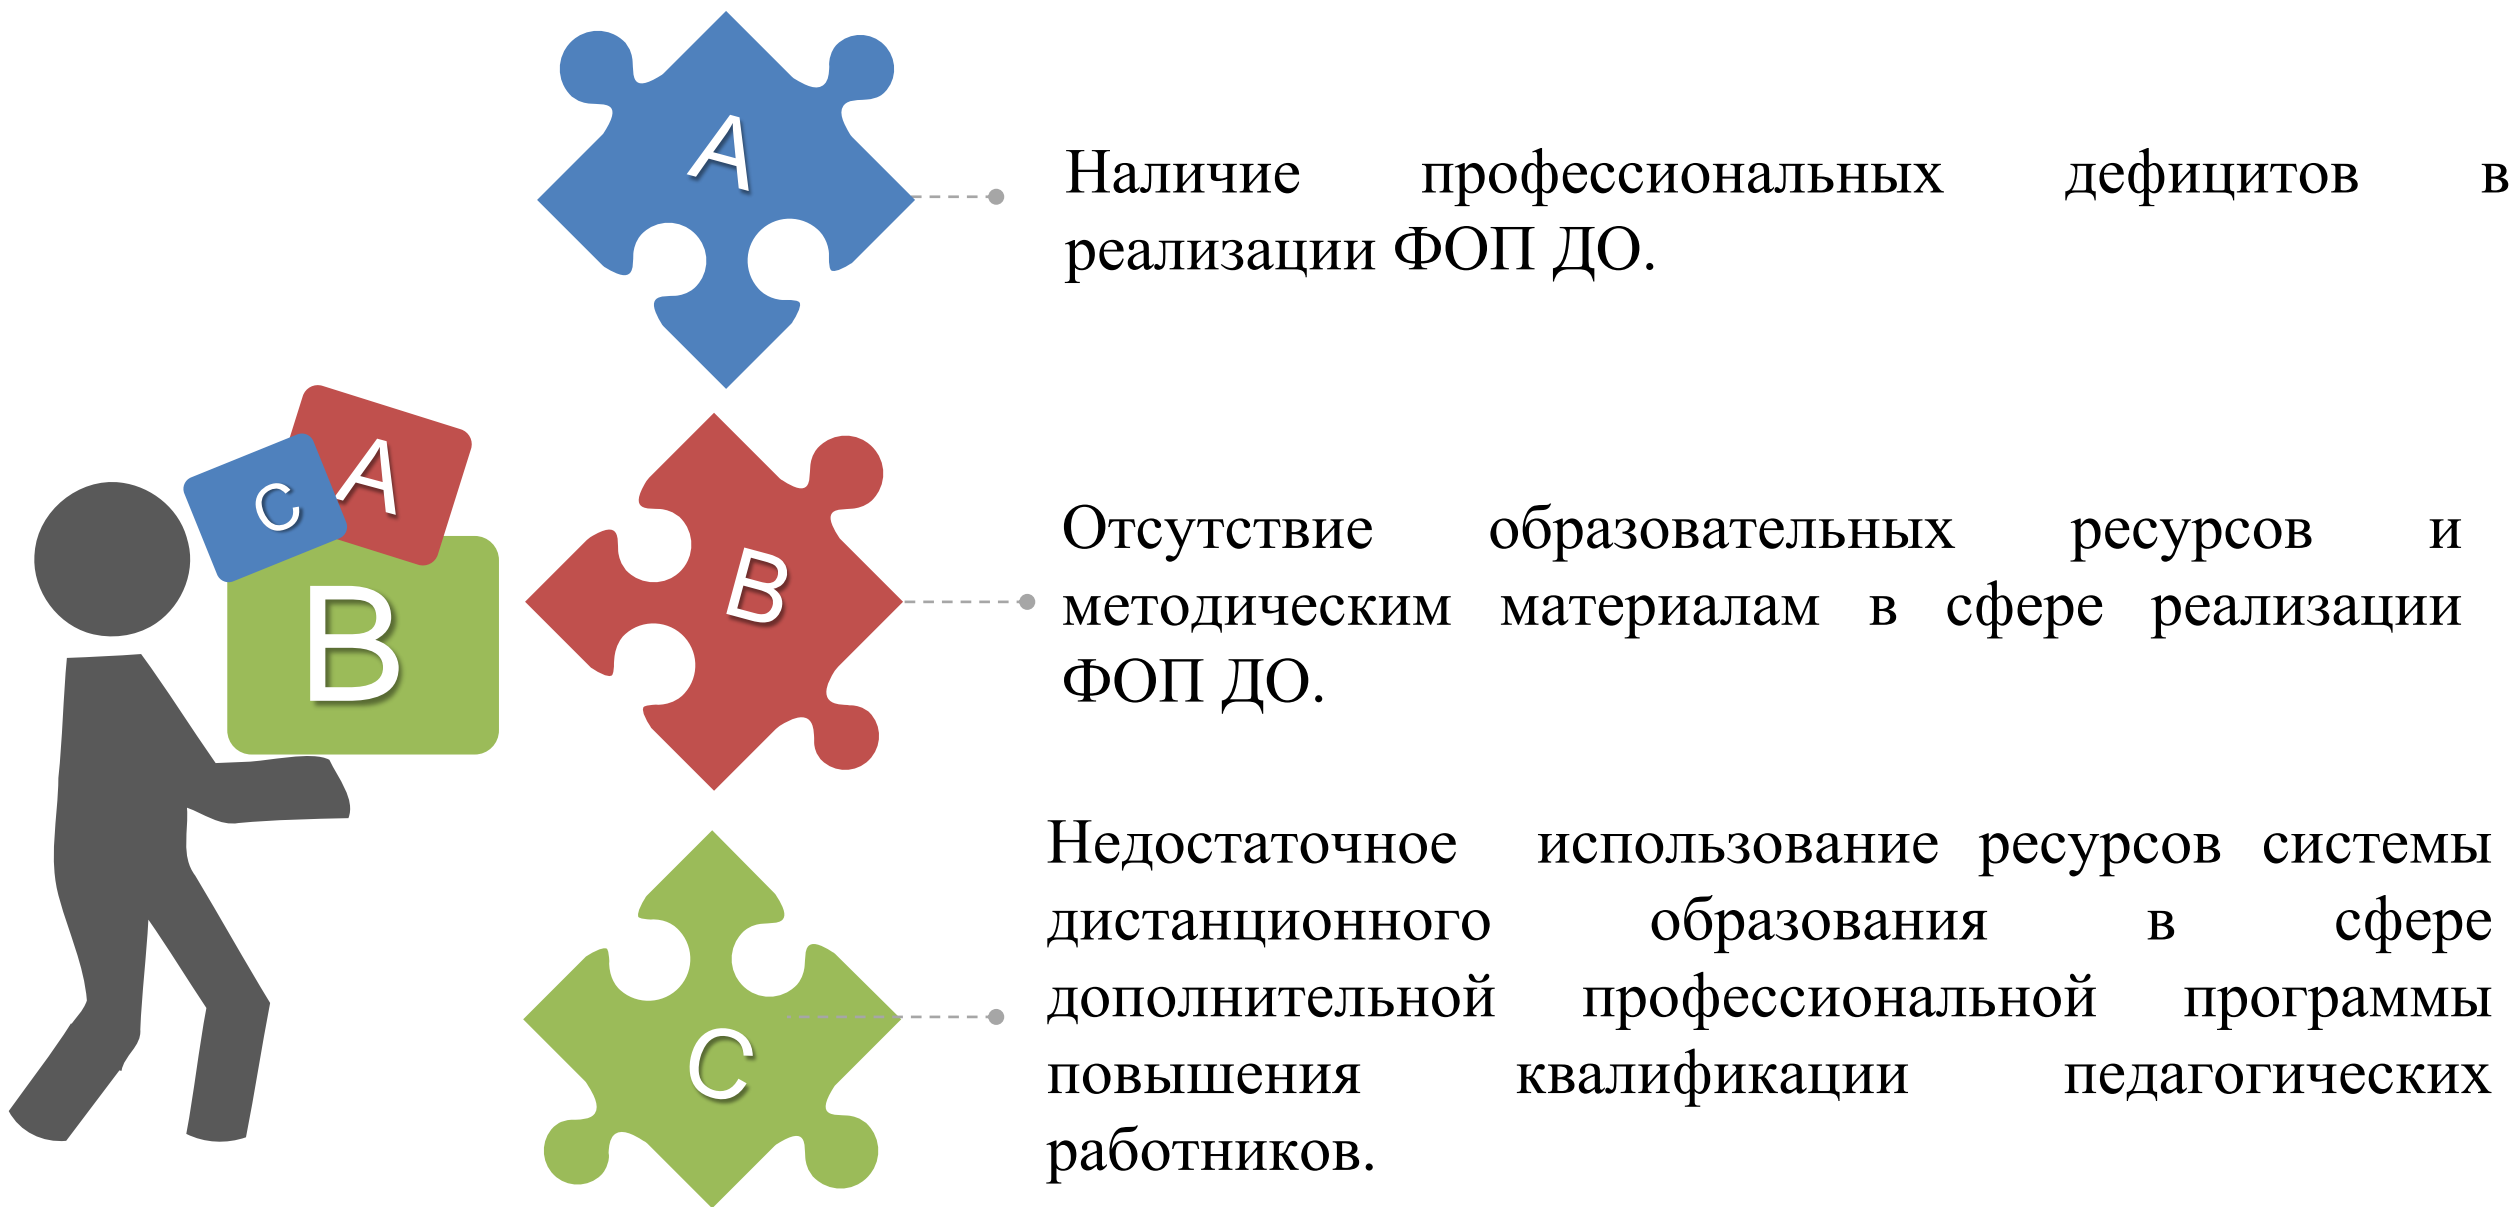 A
Наличие профессиональных дефицитов в
реализации ФОП ДО.
A
C
B
B
Отсутствие образовательных ресурсов и
методическим материалам в сфере реализации
ФОП ДО.
C
Недостаточное использование ресурсов системы
дистанционного образования в сфере
дополнительной профессиональной программы
повышения квалификации педагогических
работников.